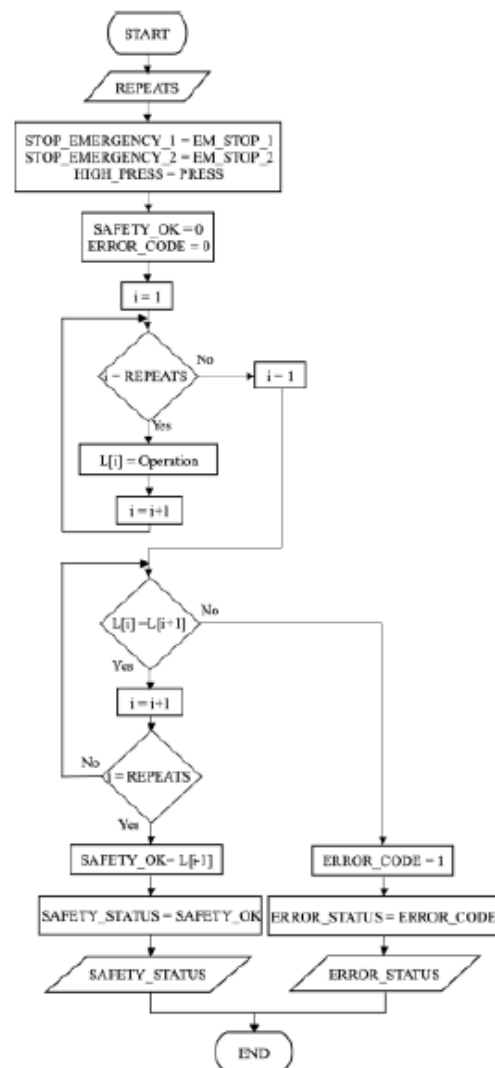 START
REPEATS
STOP_EMERGENCY_1 = EM_STOP_1
STOP_EMERGENCY_2 = EM_STOP_2
HIGH_PRESS = PRESS
SAFETY_OK =0
ERROR_CODE = 0
i = 1
i = REPEATS
No
i = 1
Yes
L[i] = Operation
i = i+1
L[i] =L[i+1]
No
Yes
i = i+1
No
i = REPEATS
Yes
SAFETY_OK= L[i-1]
ERROR_CODE = 1
SAFETY_STATUS = SAFETY_OK
ERROR_STATUS = ERROR_CODE
SAFETY_STATUS
ERROR_STATUS
END